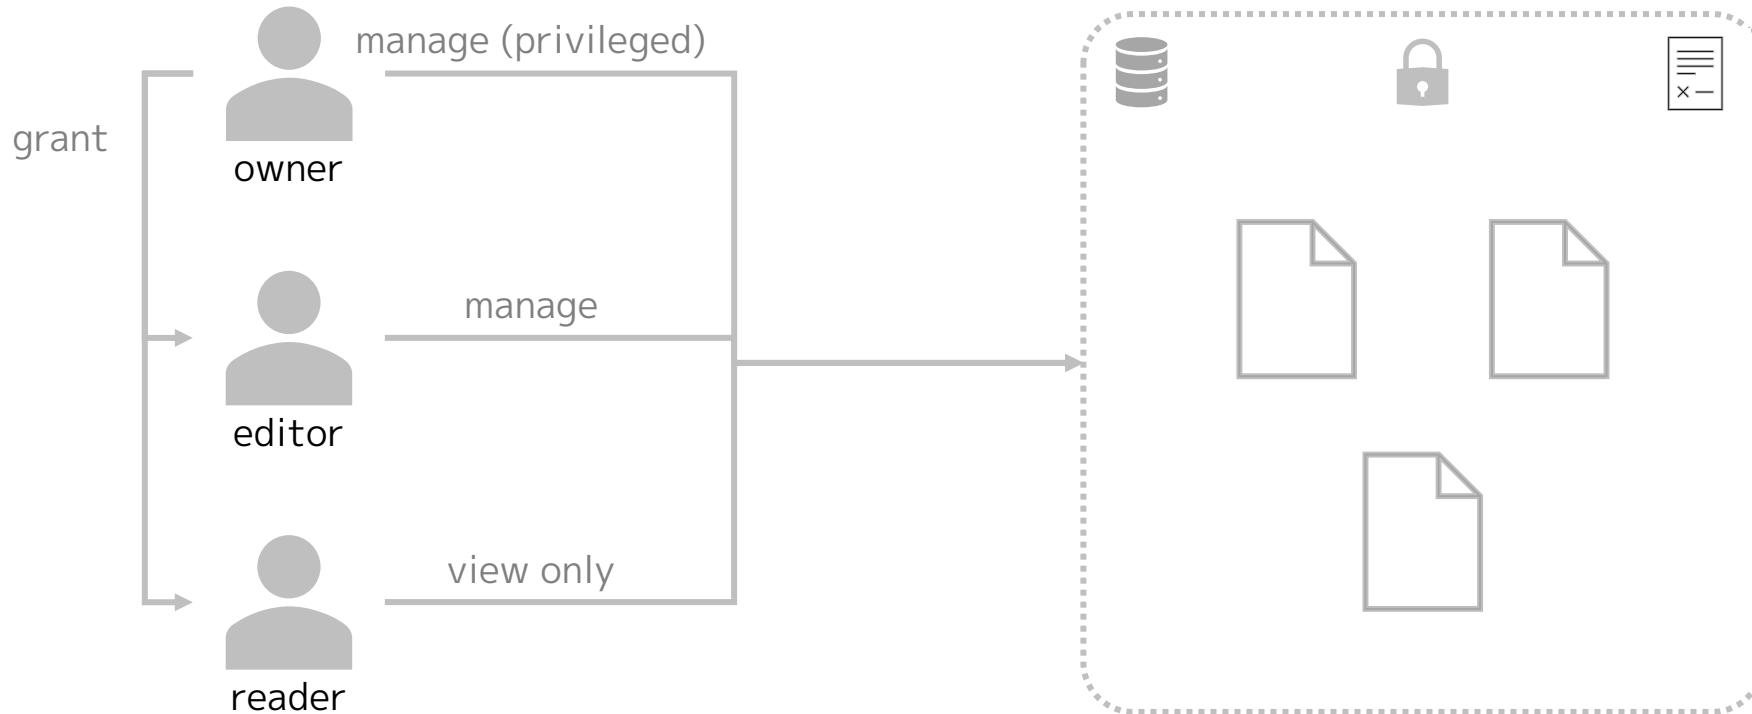 manage (privileged)
grant
owner
manage
editor
view only
reader